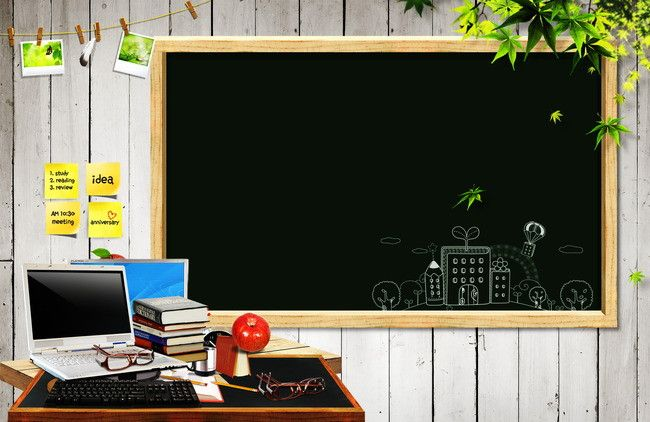 1. study
2. reading
3. review
idea
AM 10:30
meeting
anniversary